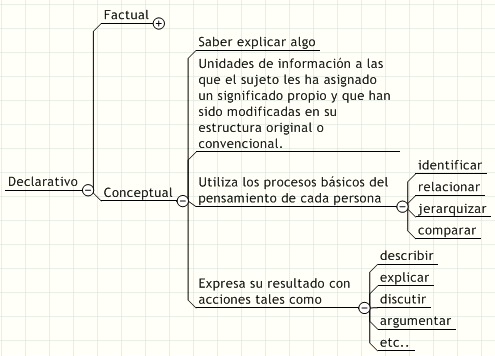 Declarativo
Factual
Conceptual
Saber explicar algo
Unidades de información a las
que el sujeto les ha asignado
un significado propio y que han
sido modificadas en su
estructura original o
convencional.
Utiliza los procesos básicos del
pensamiento de cada persona
identificar
relacionar
jerarquizar
comparar
Expresa su resultado con
acciones tales como
describir
explicar
discutir
argumentar
etc..